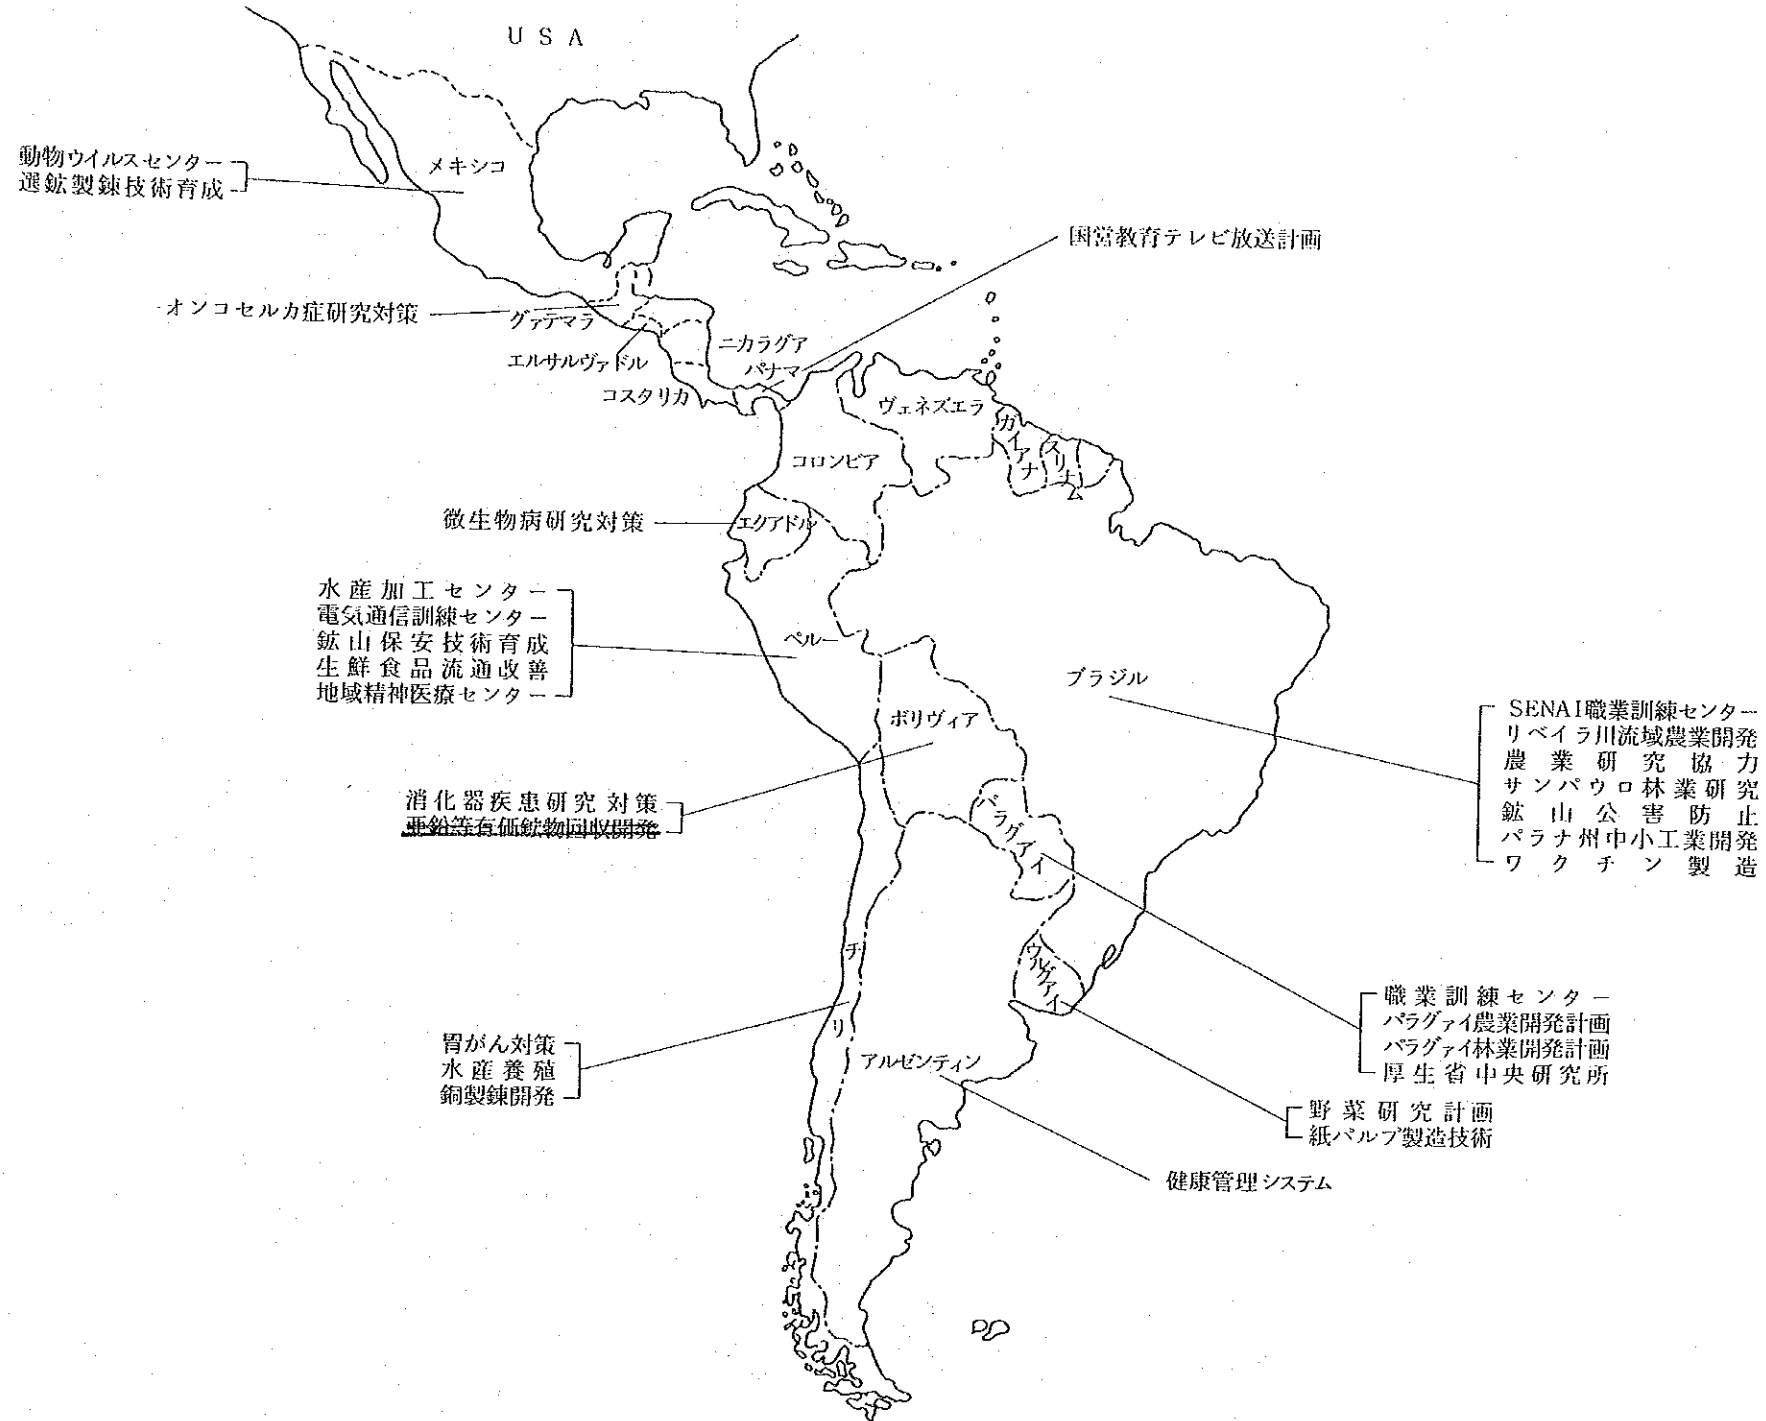 USA
動物ウイルスセンター
選鉱製錬技術育成
メキシコ
国営教育テレビ放送計画
オンコセルカ症研究対策
グァテマラ
エルサルヴァドル
ニカラグア
パナマ
コスタリカ
ヴェネズエラ
ガイアナ
スリナム
コロンビア
微生物病研究対策
エクアドル
水産加工センター
電気通信訓練センター
鉱山保安技術育成
生鮮食品流通改善
地域精神医療センター
ペルー
ブラジル
SENAI職業訓練センター
リベイラ川流域農業開発
農業研究協力
サンパウロ林業研究
鉱山公害防止
パラナ州中小工業開発
ワクチン製造
ボリヴィア
消化器疾患研究対策
亜鉛等有価鉱物回収開発
パラグアイ
チリ
ウルグアイ
職業訓練センター
パラグァイ農業開発計画
パラグァイ林業開発計画
厚生省中央研究所
胃がん対策
水産養殖
銅製錬開発
アルゼンティン
野菜研究計画
紙パルプ製造技術
健康管理システム